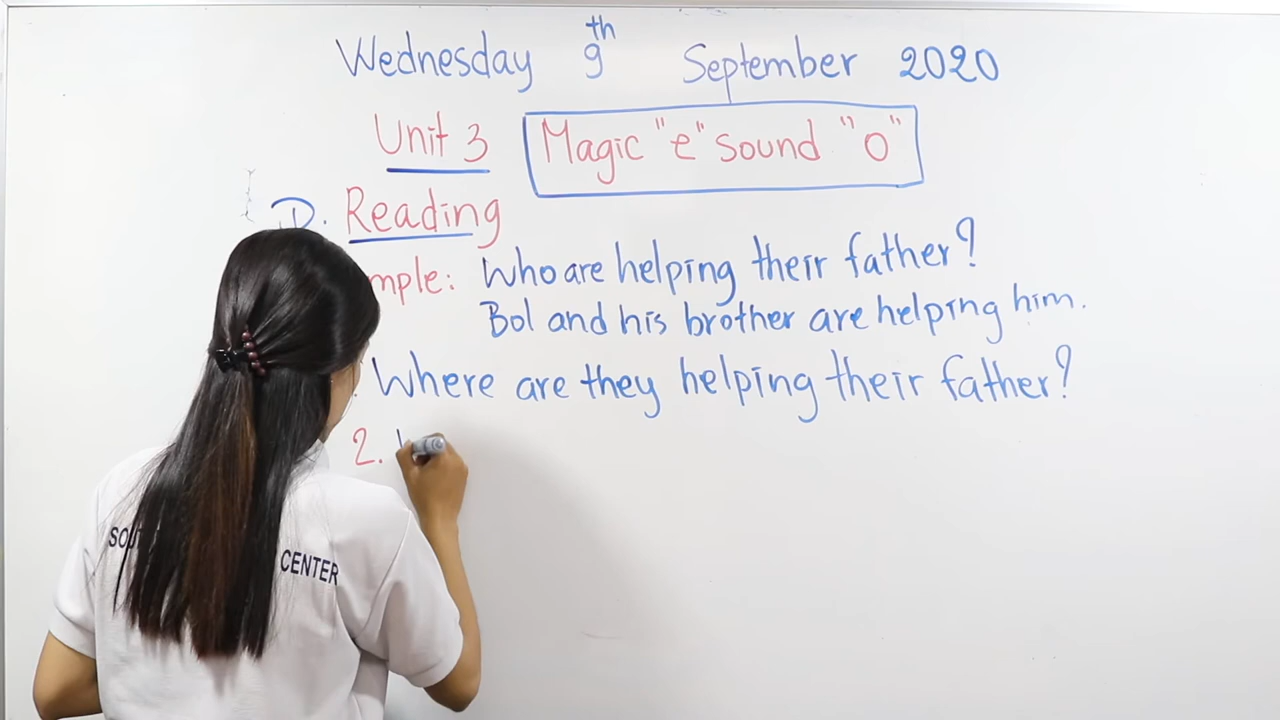 Wednesday 9th September 2020
Unit 3 Magic "e" sound "o"
D. Reading
mple: Who are helping their father?
Bol and his brother are helping him.
. Where are they helping their father?
2.
SOU CENTER